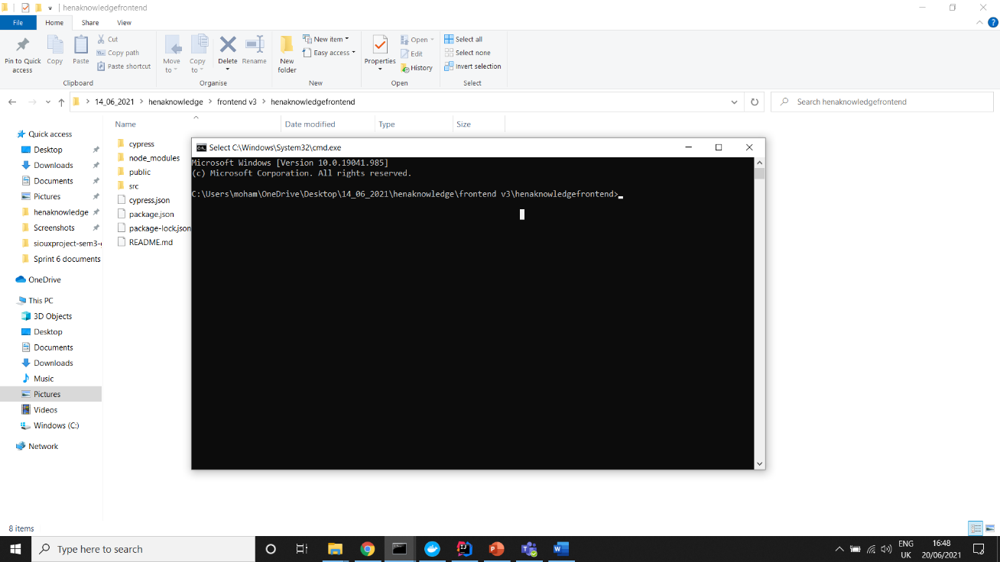 henaknowledgefrontend
File
Home
Share
View
Pin to Quick access
Copy
Paste
Cut
Copy path
Paste shortcut
Clipboard
Move to
Copy to
Delete
Rename
Organise
New folder
New item
Easy access
New
Properties
Open
Edit
History
Open
Select all
Select none
Invert selection
Select
14_06_2021 > henaknowledge > frontend v3 > henaknowledgefrontend
Search henaknowledgefrontend
Name
Date modified
Type
Size
Quick access
Desktop
Downloads
Documents
Pictures
henaknowledge
Screenshots
siouxproject-sem3-
Sprint 6 documents
OneDrive
This PC
3D Objects
Desktop
Documents
Downloads
Music
Pictures
Videos
Windows (C:)
Network
cypress
node_modules
public
src
cypress.json
package.json
package-lock.json
README.md
Select C:\Windows\System32\cmd.exe
Microsoft Windows [Version 10.0.19041.985]
(c) Microsoft Corporation. All rights reserved.
C:\Users\moham\OneDrive\Desktop\14_06_2021\henaknowledge\frontend v3\henaknowledgefrontend>
8 items
Type here to search
ENG
UK
16:48
20/06/2021